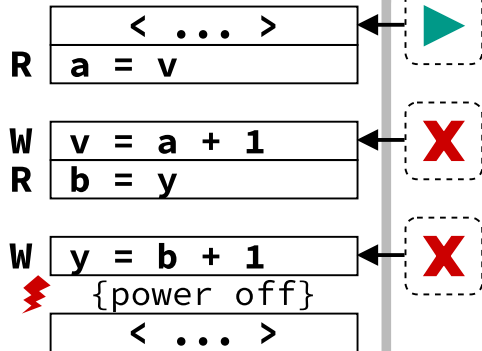 < ... >
R a = v
W v = a + 1
R b = y
W y = b + 1
{power off}
< ... >